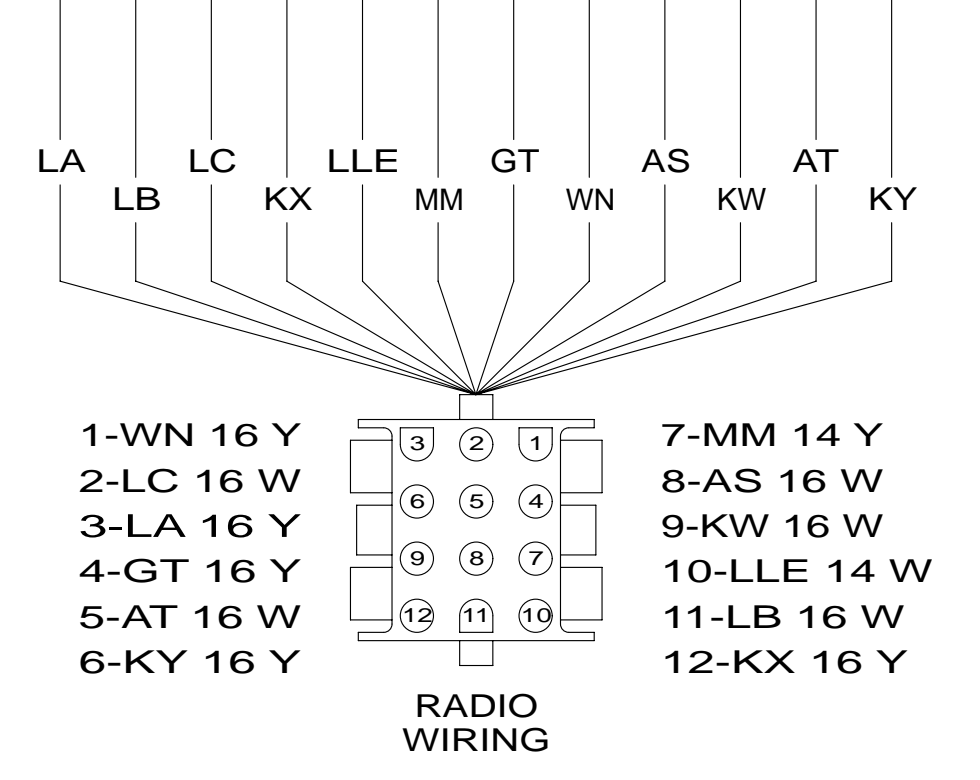 LA LC LLE GT AS AT
LB KX MM WN KW KY
1-WN 16 Y
2-LC 16 W
3-LA 16 Y
4-GT 16 Y
5-AT 16 W
6-KY 16 Y
3 2 1
6 5 4
9 8 7
12 11 10
7-MM 14 Y
8-AS 16 W
9-KW 16 W
10-LLE 14 W
11-LB 16 W
12-KX 16 Y
RADIO
WIRING